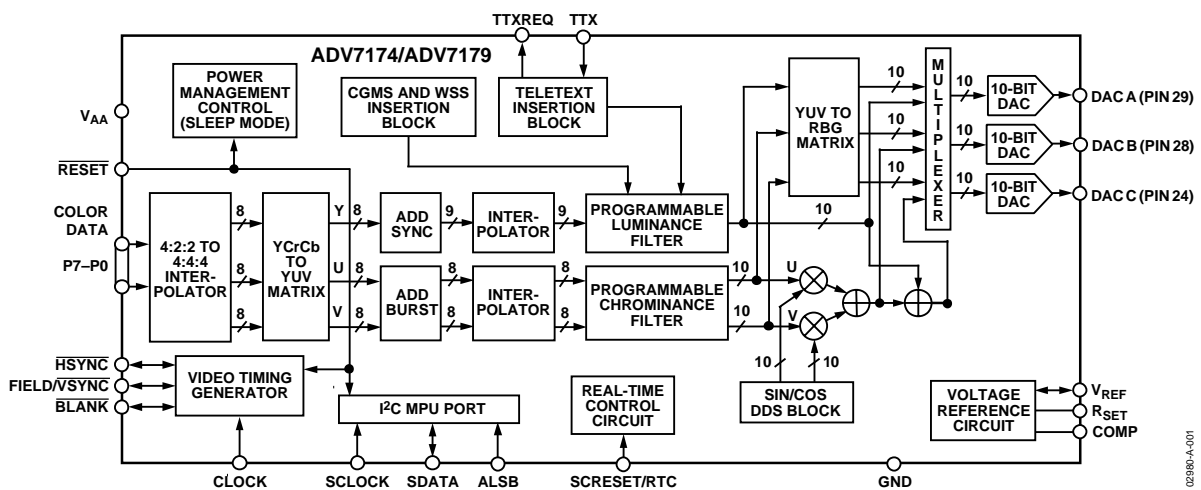 TTXREQ TTX
ADV7174/ADV7179
POWER
MANAGEMENT
CONTROL
(SLEEP MODE)
CGMS AND WSS
INSERTION
BLOCK
TELETEXT
INSERTION
BLOCK
YUV TO
RBG
MATRIX
10
10
10
MULTIPLEXER
10
10
10
10-BIT
DAC
10-BIT
DAC
10-BIT
DAC
DAC A (PIN 29)
DAC B (PIN 28)
DAC C (PIN 24)
VAA
RESET
COLOR
DATA
P7–P0
4:2:2 TO
4:4:4
INTER-
POLATOR
8
8
8
YCrCb
TO
YUV
MATRIX
Y 8
U 8
V 8
ADD
SYNC
9
INTER-
POLATOR
9
PROGRAMMABLE
LUMINANCE
FILTER
10
ADD
BURST
8
8
INTER-
POLATOR
8
8
PROGRAMMABLE
CHROMINANCE
FILTER
10
10
U
V
10
10
SIN/COS
DDS BLOCK
HSYNC
FIELD/VSYNC
BLANK
VIDEO TIMING
GENERATOR
I2C MPU PORT
REAL-TIME
CONTROL
CIRCUIT
VOLTAGE
REFERENCE
CIRCUIT
VREF
RSET
COMP
CLOCK SCLOCK SDATA ALSB SCRESET/RTC GND
02980-A-001